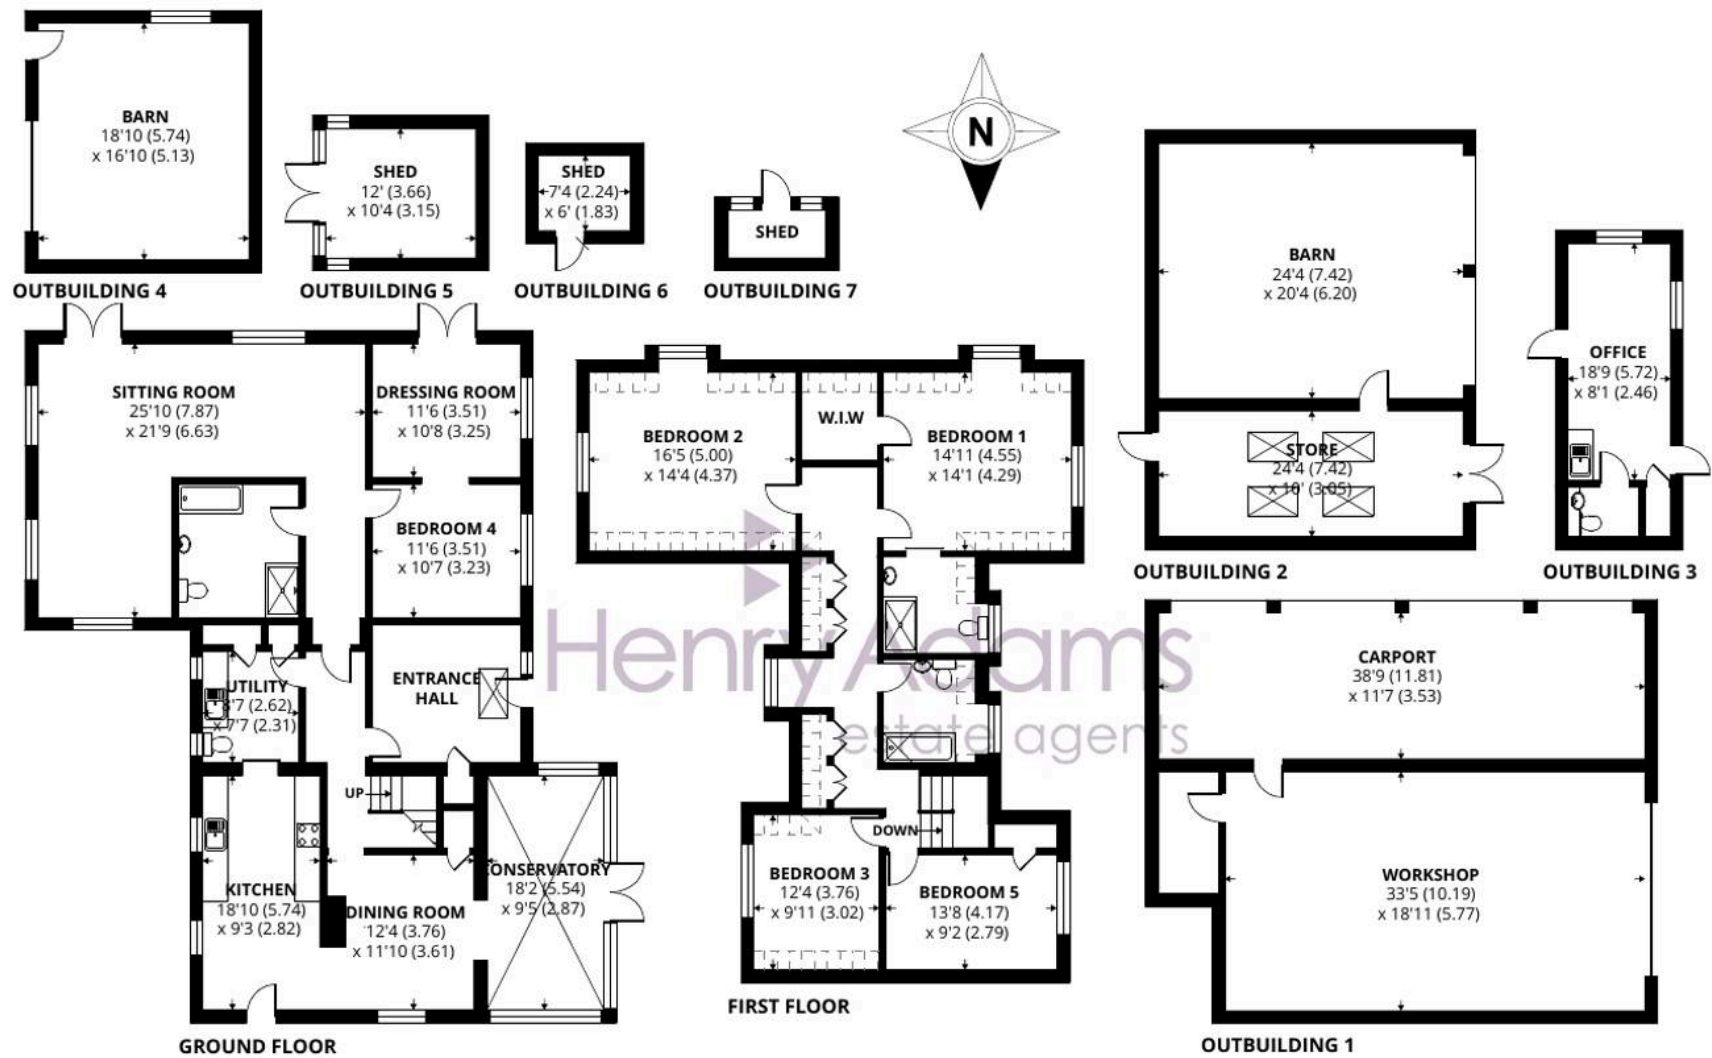 BARN
18'10 (5.74)
x 16'10 (5.13)
OUTBUILDING 4
SHED
12' (3.66)
x 10'4 (3.15)
OUTBUILDING 5
SHED
7'4 (2.24)
x 6' (1.83)
OUTBUILDING 6
SHED
OUTBUILDING 7
N
BARN
24'4 (7.42)
x 20'4 (6.20)
STORE
24'4 (7.42)
x 10' (3.05)
OUTBUILDING 2
OFFICE
18'9 (5.72)
x 8'1 (2.46)
OUTBUILDING 3
SITTING ROOM
25'10 (7.87)
x 21'9 (6.63)
DRESSING ROOM
11'6 (3.51)
x 10'8 (3.25)
BEDROOM 4
11'6 (3.51)
x 10'7 (3.23)
ENTRANCE
HALL
UTILITY
8'7 (2.62)
x 7'7 (2.31)
UP
KITCHEN
18'10 (5.74)
x 9'3 (2.82)
DINING ROOM
12'4 (3.76)
x 11'10 (3.61)
CONSERVATORY
18'2 (5.54)
x 9'5 (2.87)
GROUND FLOOR
BEDROOM 2
16'5 (5.00)
x 14'4 (4.37)
W.I.W
BEDROOM 1
14'11 (4.55)
x 14'1 (4.29)
Henry Adams
estate agents
DOWN
BEDROOM 3
12'4 (3.76)
x 9'11 (3.02)
BEDROOM 5
13'8 (4.17)
x 9'2 (2.79)
FIRST FLOOR
CARPORT
38'9 (11.81)
x 11'7 (3.53)
WORKSHOP
33'5 (10.19)
x 18'11 (5.77)
OUTBUILDING 1